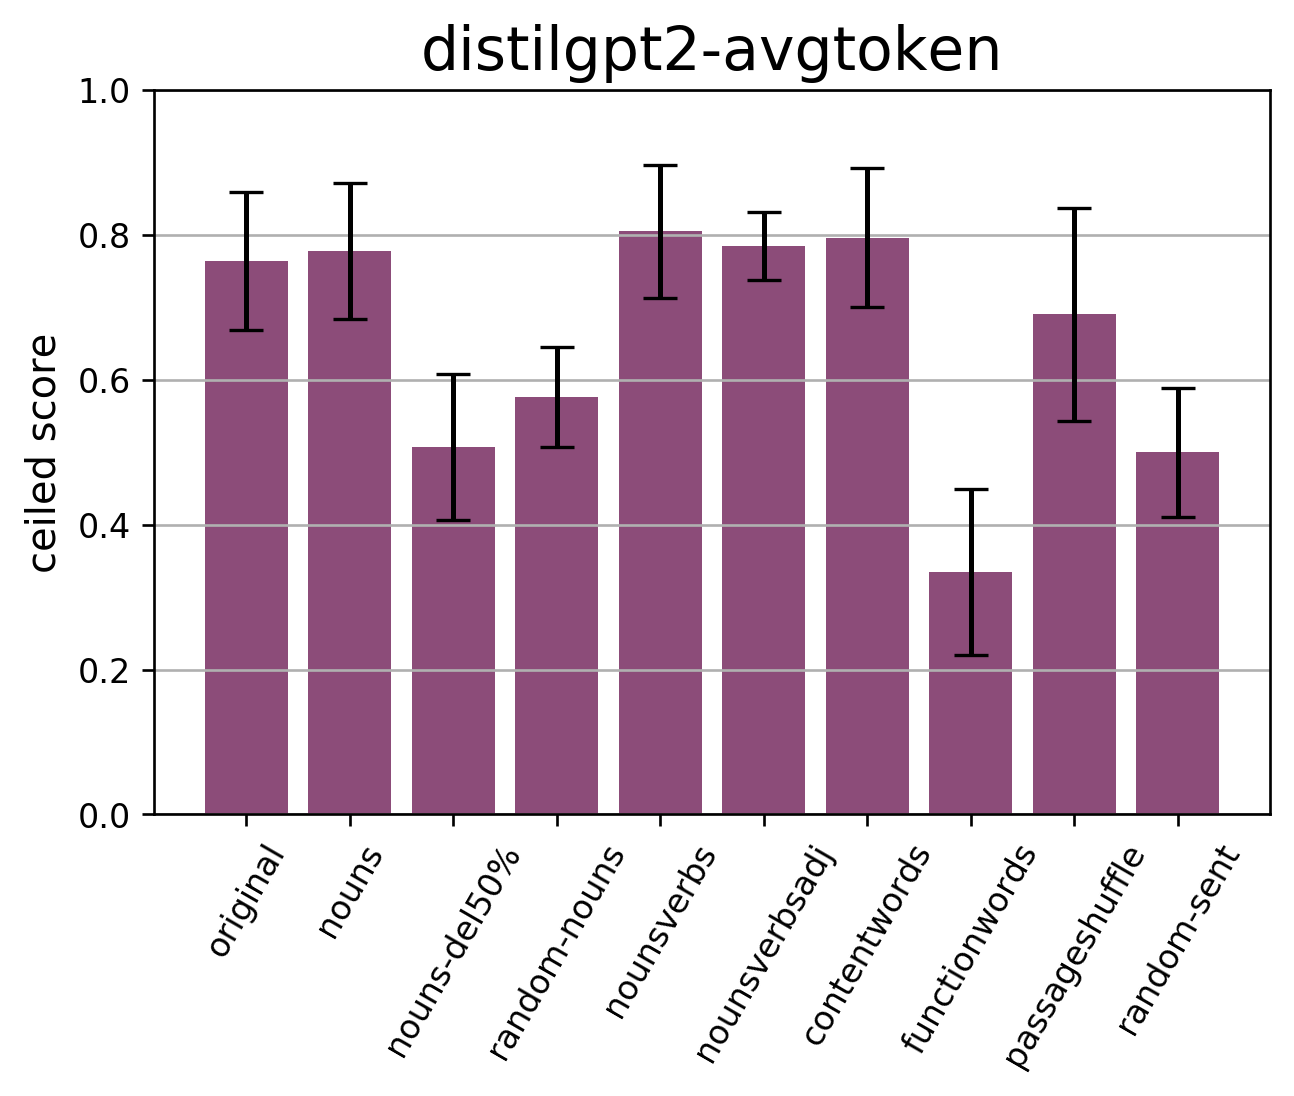 distilgpt2-avgtoken
1.0
0.8
0.6
0.4
0.2
0.0
ceiled score
original
nouns
nouns-del50%
random-nouns
nounsverbs
nounsverbsadj
contentwords
functionwords
passageshuffle
random-sent